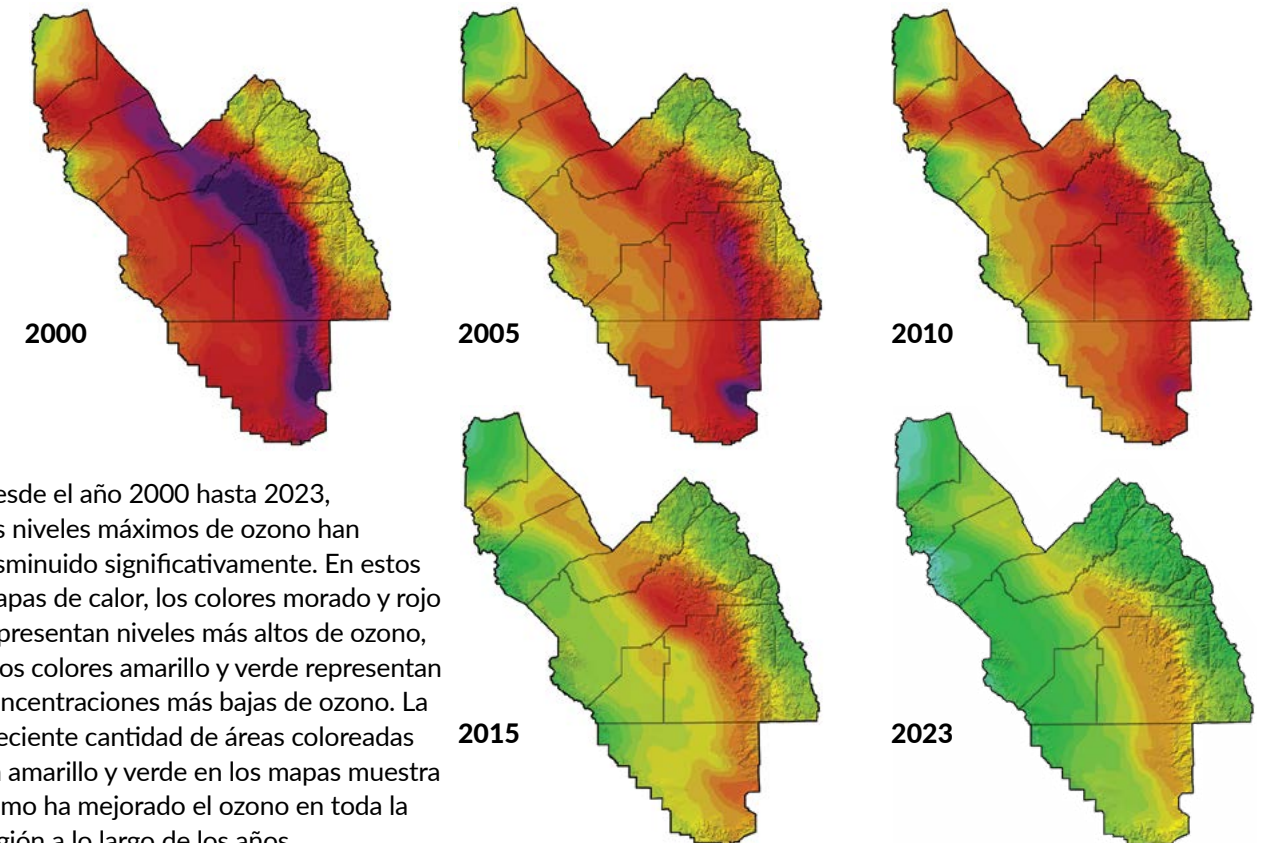 2000
2005
2010
esde el año 2000 hasta 2023,
s niveles máximos de ozono han
sminuido significativamente. En estos
apas de calor, los colores morado y rojo
presentan niveles más altos de ozono,
los colores amarillo y verde representan
ncentraciones más bajas de ozono. La
eciente cantidad de áreas coloreadas
amarillo y verde en los mapas muestra
mo ha mejorado el ozono en toda la
gión a lo largo de los años
2015
2023